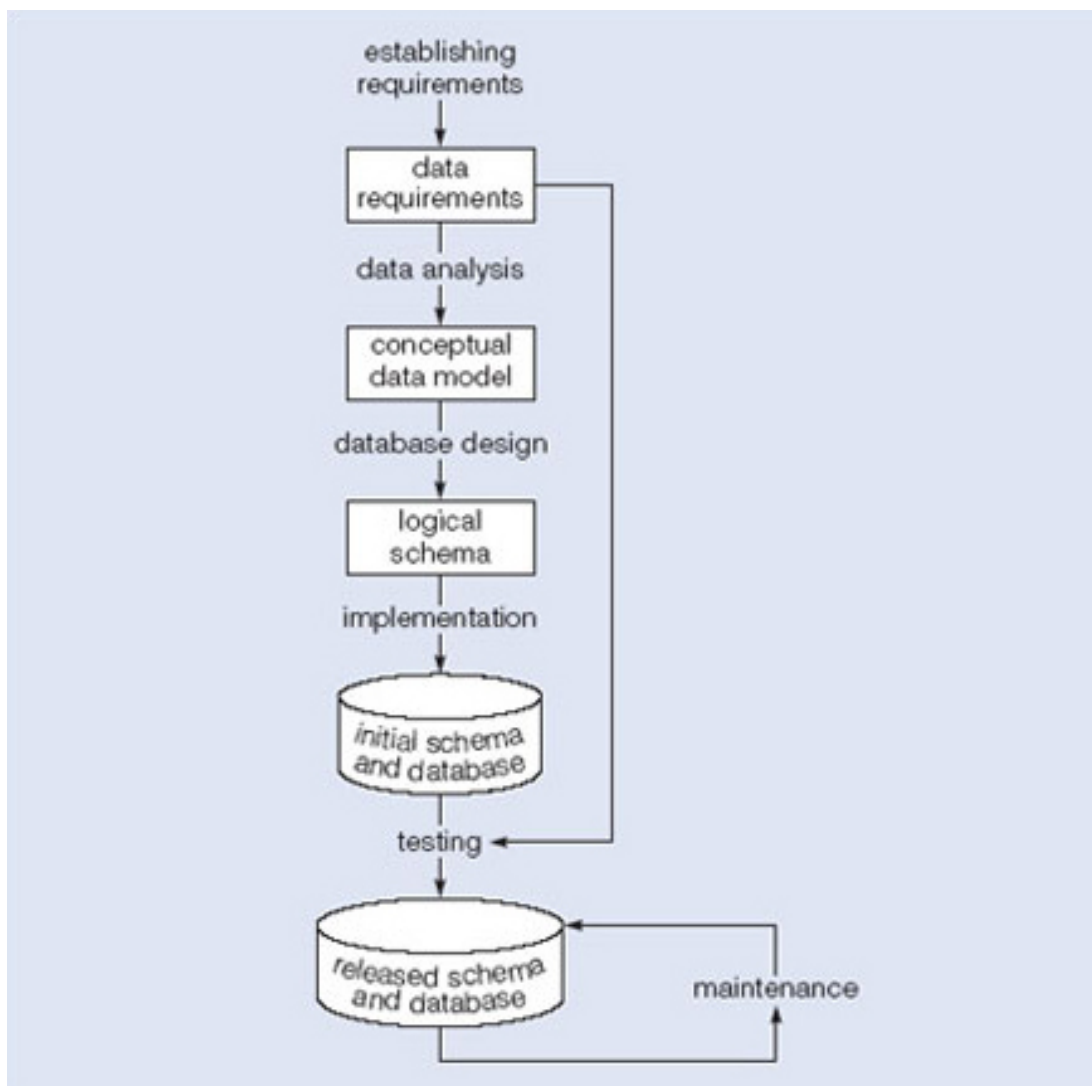 establishing
requirements
data
requirements
data analysis
conceptual
data model
database design
logical
schema
implementation
initial schema
and database
testing
released schema
and database
maintenance